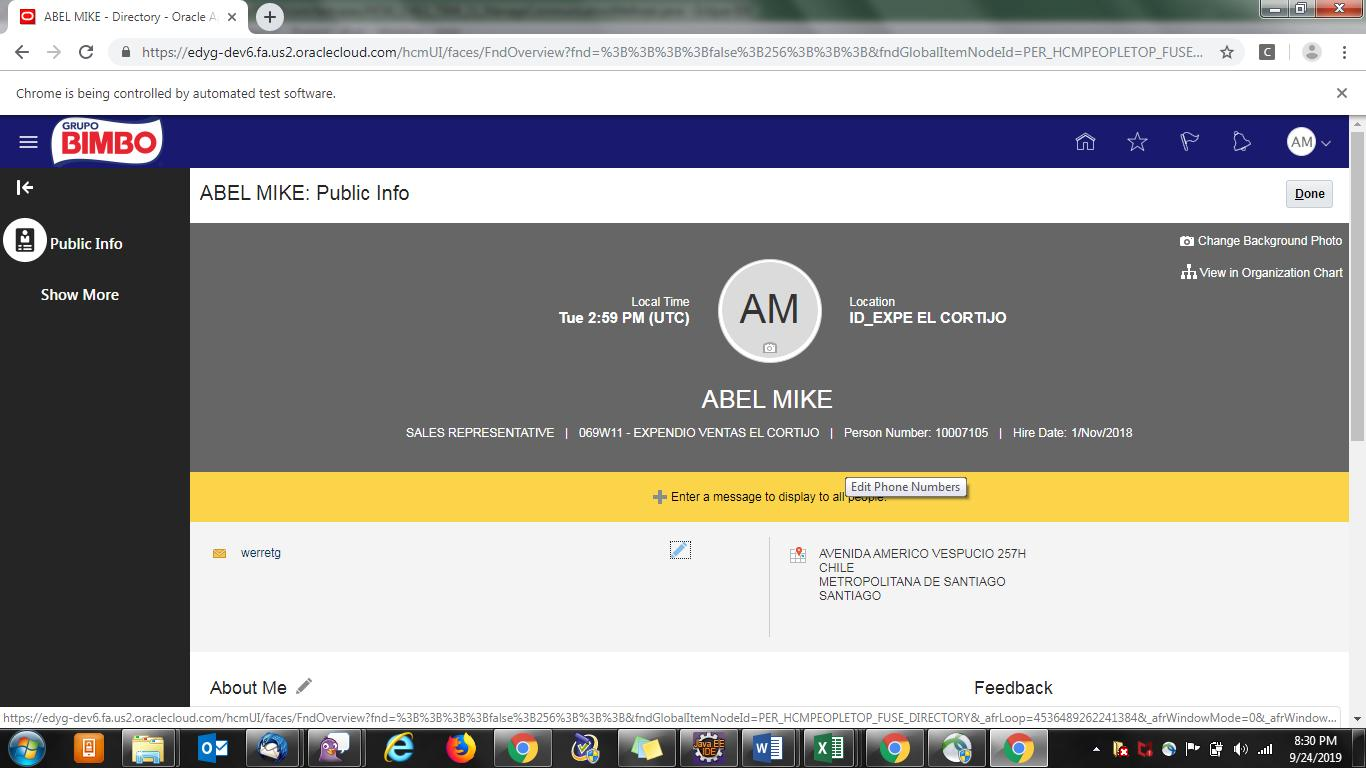 ABEL MIKE - Directory - Oracle A
https://edyg-dev6.fa.us2.oraclecloud.com/hcmUI/faces/FndOverview?fnd=%3B%3B%3B%3Bfalse%3B256%3B%3B%3B&fndGlobalItemNodeId=PER_HCMPEOPLETOP_FUSE...
C
Chrome is being controlled by automated test software.
GRUPO
BIMBO
AM
ABEL MIKE: Public Info
Done
Public Info
Show More
Change Background Photo
View in Organization Chart
Local Time
Tue 2:59 PM (UTC)
AM
Location
ID_EXPE EL CORTIJO
ABEL MIKE
SALES REPRESENTATIVE | 069W11 - EXPENDIO VENTAS EL CORTIJO | Person Number: 10007105 | Hire Date: 1/Nov/2018
Edit Phone Numbers
Enter a message to display to all people.
werretg
AVENIDA AMERICO VESPUCIO 257H
CHILE
METROPOLITANA DE SANTIAGO
SANTIAGO
About Me
Feedback
https://edyg-dev6.fa.us2.oraclecloud.com/hcmUI/faces/FndOverview?fnd=%3B%3B%3B%3Bfalse%3B256%3B%3B%3B&fndGlobalItemNodeId=PER_HCMPEOPLETOP_FUSE_DIRECTORY&_afrLoop=4536489262241384&_afrWindowMode=0&_afrWindow...
Java EE
IDE
8:30 PM
9/24/2019